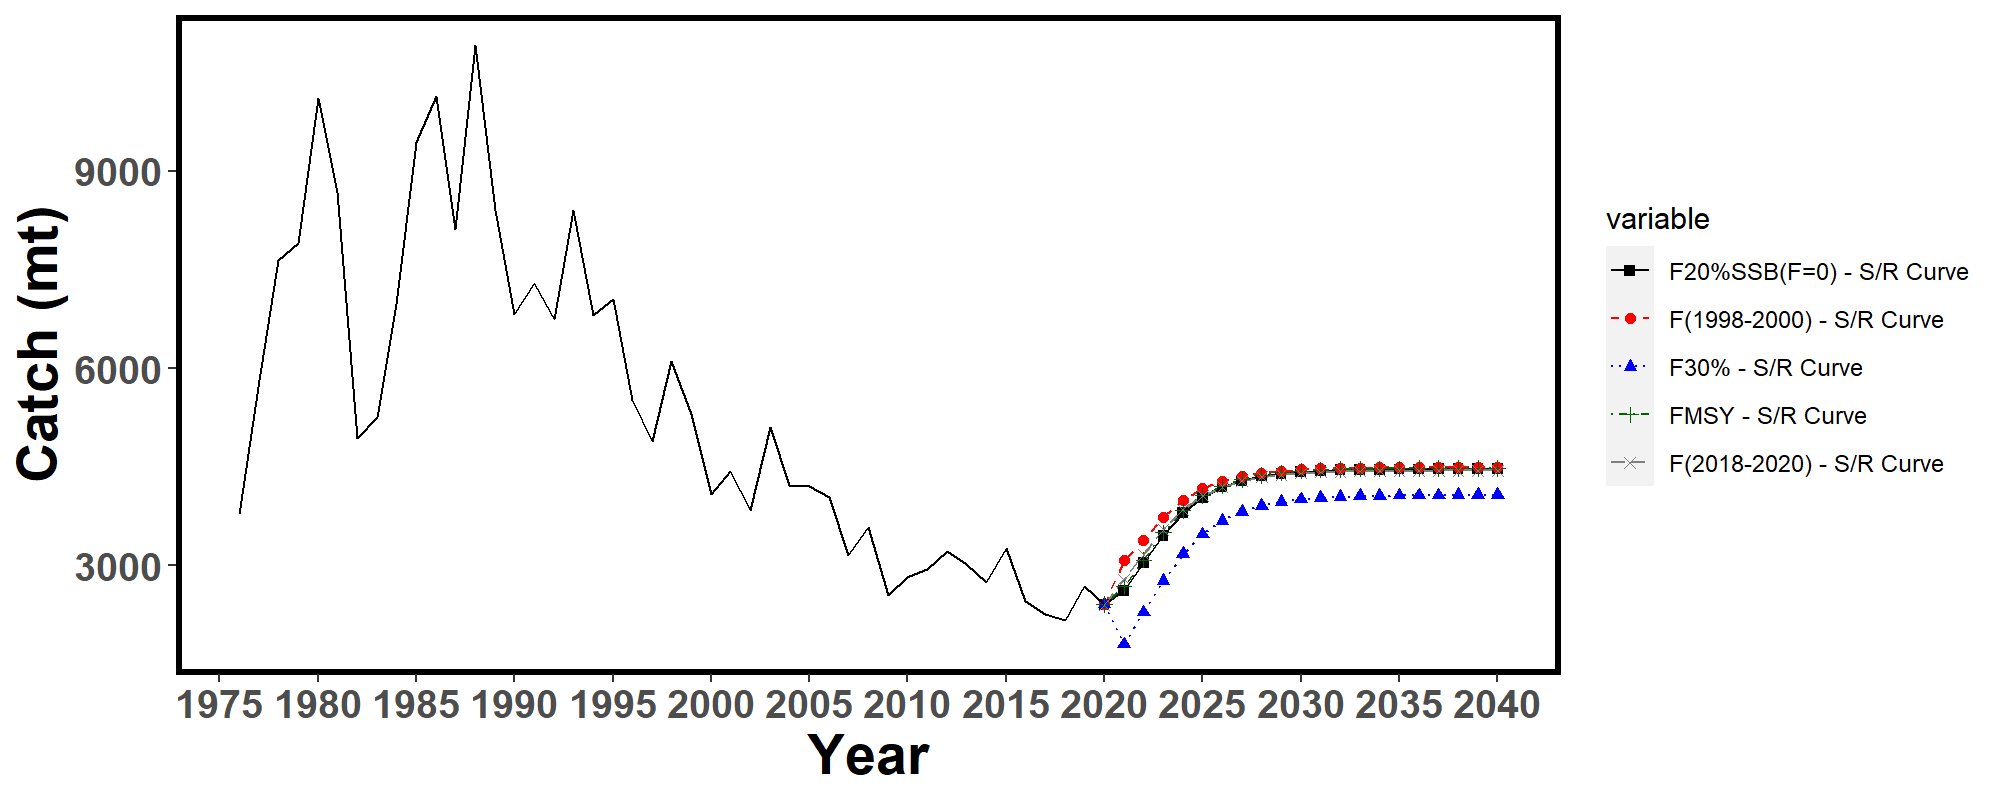 Catch (mt)
9000
6000
3000
1975 1980 1985 1990 1995 2000 2005 2010 2015 2020 2025 2030 2035 2040
Year
variable
F20%SSB(F=0) - S/R Curve
F(1998-2000) - S/R Curve
F30% - S/R Curve
FMSY - S/R Curve
F(2018-2020) - S/R Curve